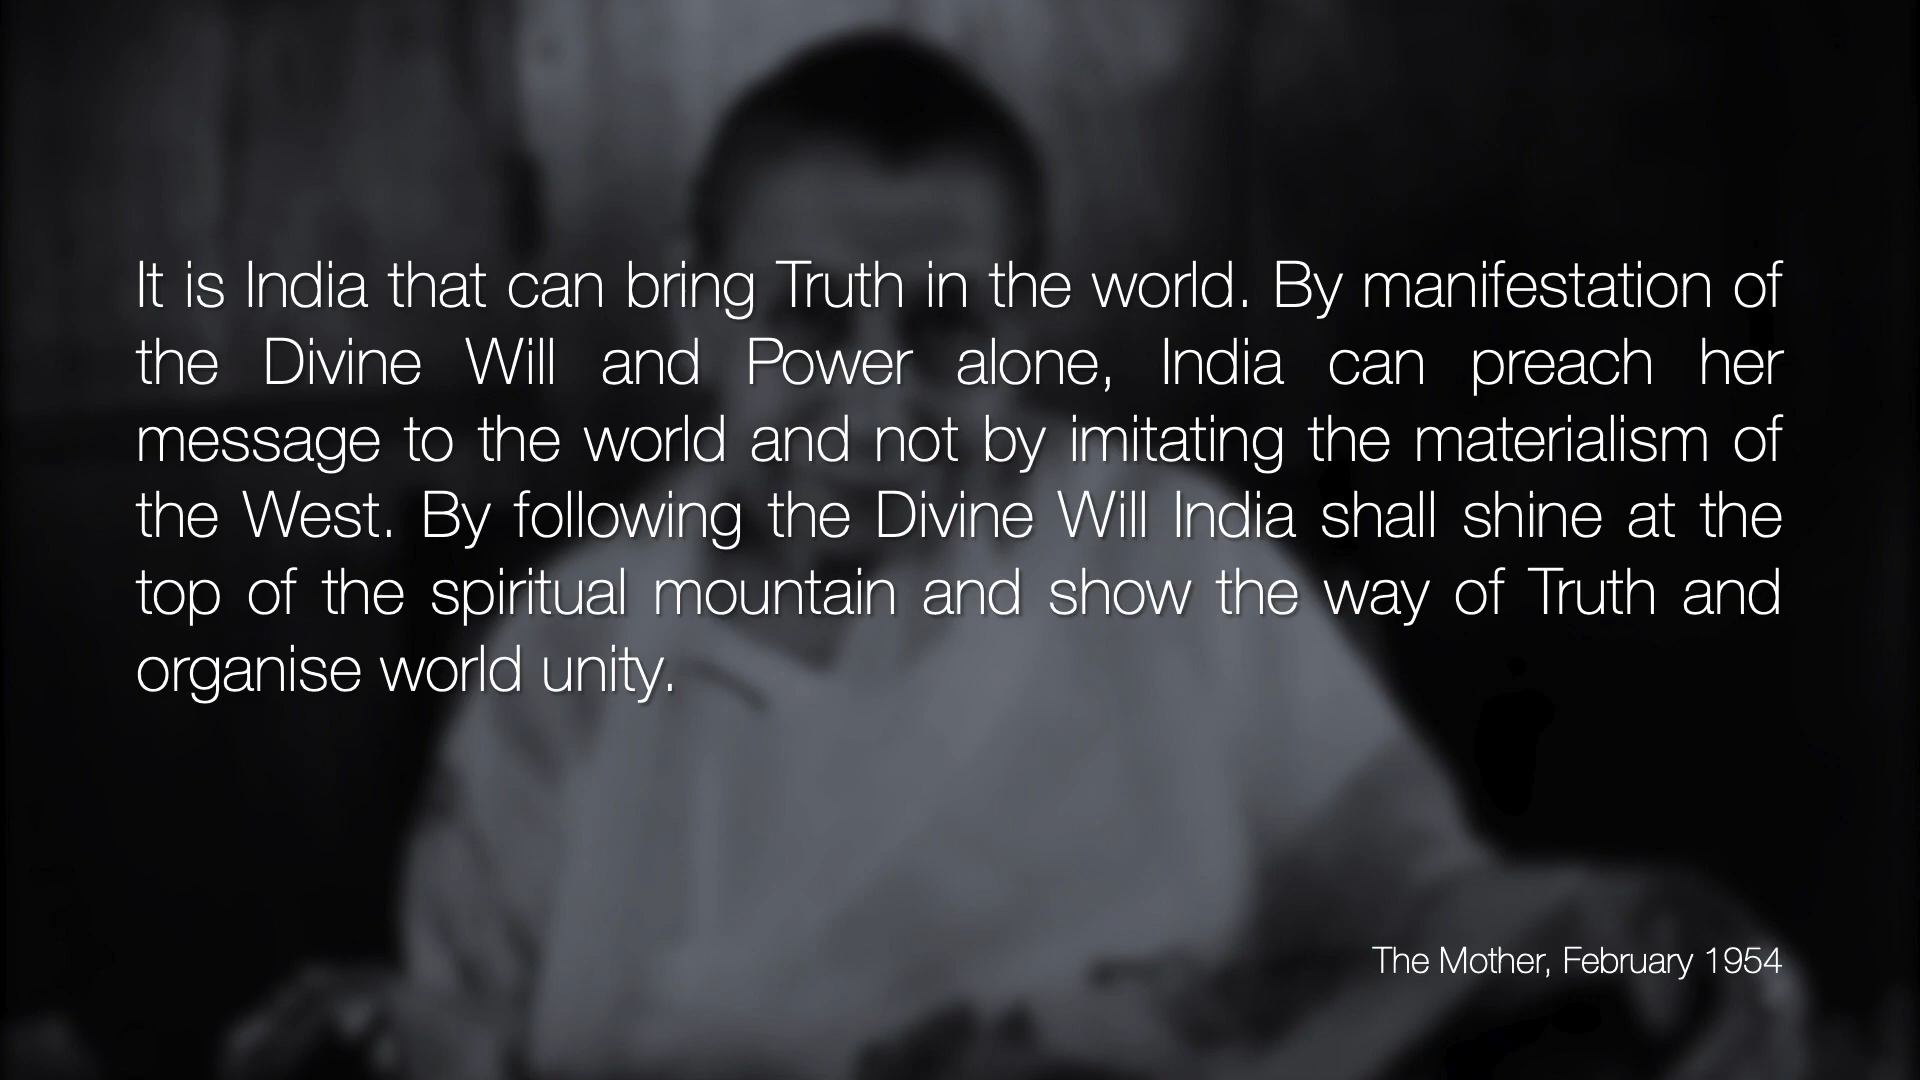 It is India that can bring Truth in the world. By manifestation of
the Divine Will and Power alone, India can preach her
message to the world and not by imitating the materialism of
the West. By following the Divine Will India shall shine at the
top of the spiritual mountain and show the way of Truth and
organise world unity.
The Mother, February 1954